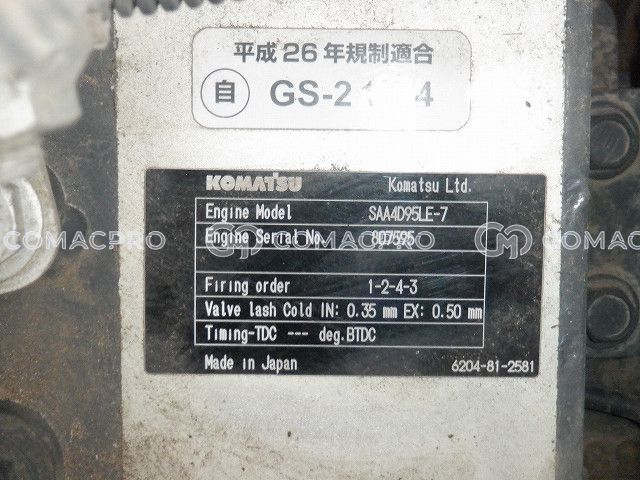 平成26年規制適合
自
KOMATSU Komatsu Ltd.
Engine Model SAA4D95LE-7
Engine Serial No. 807595
Firing order 1-2-4-3
Valve lash Cold IN: 0.35 mm EX: 0.50 mm
Timing-TDC --- deg.BTDC
Made in Japan 6204-81-2581
COMACPRO COMACPRO COMACPRO